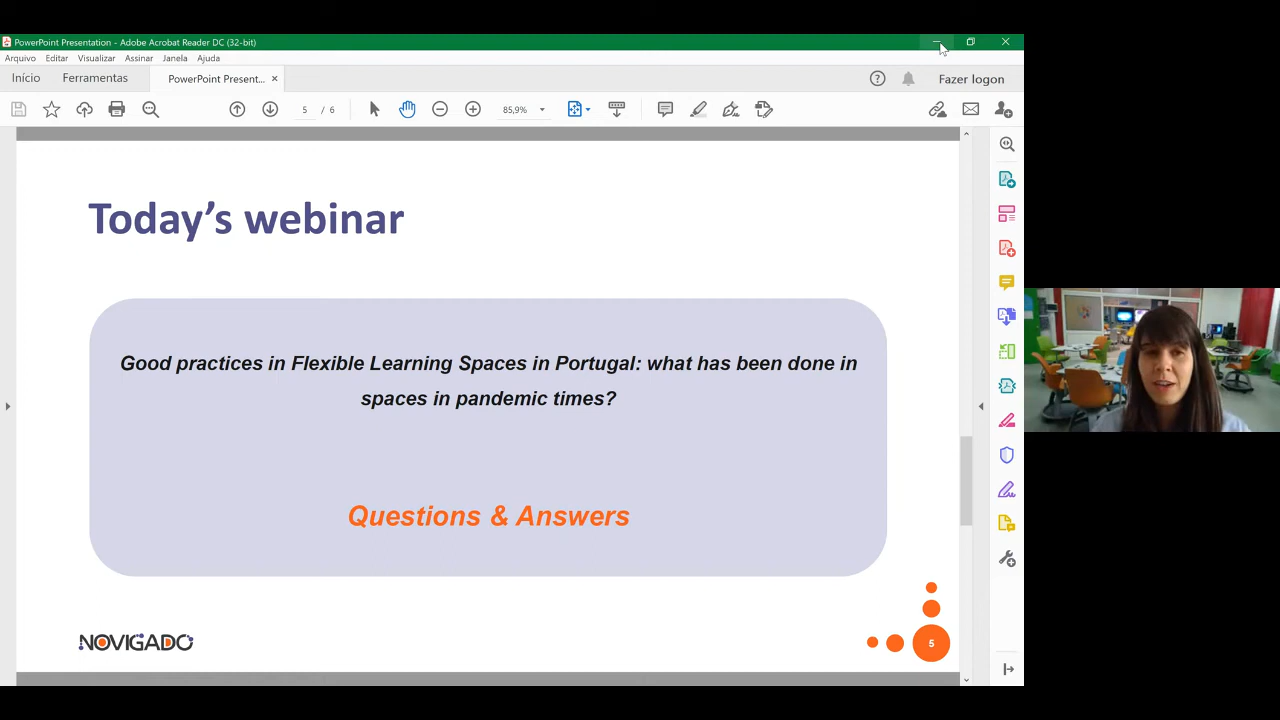 PowerPoint Presentation - Adobe Acrobat Reader DC (32-bit)
Arquivo Editar Visualizar Assinar Janela Ajuda
Início Ferramentas PowerPoint Present... × Fazer logon
5 / 6 85,9%
Today's webinar
Good practices in Flexible Learning Spaces in Portugal: what has been done in
spaces in pandemic times?
Questions & Answers
NOVIGADO
5